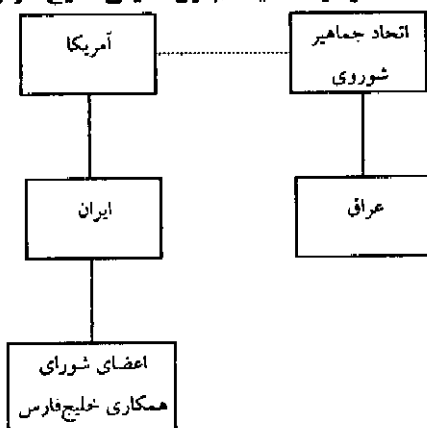 آمریکا
اتحاد جماهیر
شوروی
ایران
عراق
اعضای شورای
همکاری خلیج‌فارس